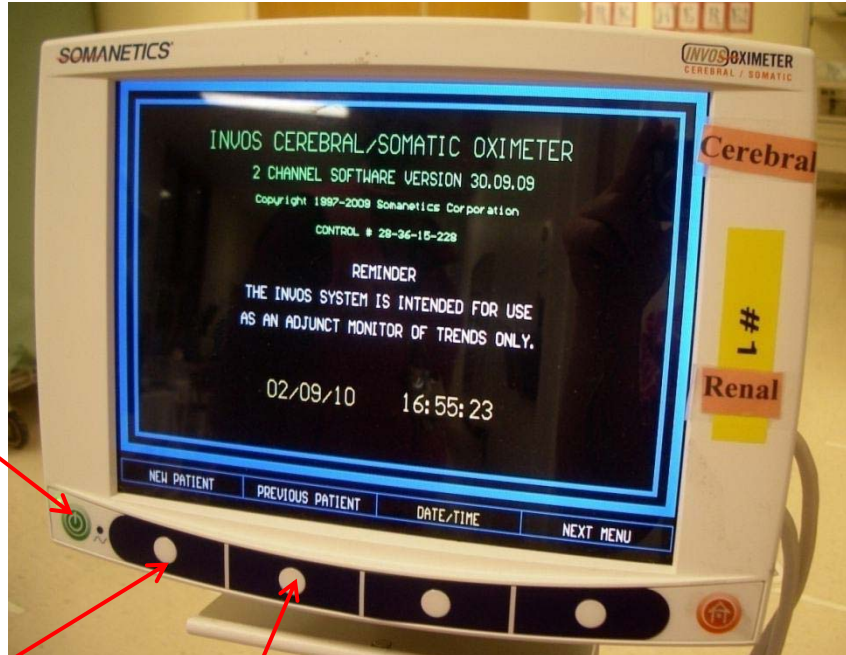 SOMANETICS
INVOS OXIMETER
CEREBRAL / SOMATIC
INVOS CEREBRAL/SOMATIC OXIMETER
2 CHANNEL SOFTWARE VERSION 30.09.09
Copyright 1997-2009 Somanetics Corporation
CONTROL # 28-36-15-228
REMINDER
THE INVOS SYSTEM IS INTENDED FOR USE
AS AN ADJUNCT MONITOR OF TRENDS ONLY.
02/09/10 16:55:23
NEW PATIENT PREVIOUS PATIENT DATE/TIME NEXT MENU
Cerebral
#1
Renal